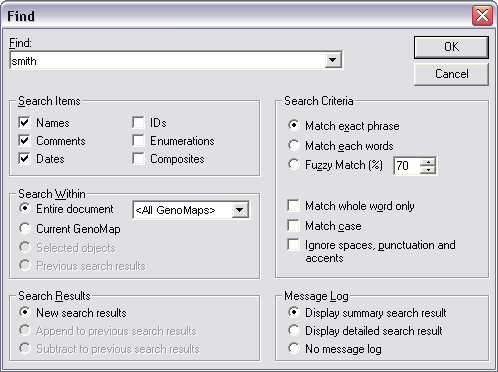 Find
Find:
smith
OK
Cancel
Search Items
Names
IDs
Comments
Enumerations
Dates
Composites
Search Criteria
Match exact phrase
Match each words
Fuzzy Match (%) 70
Match whole word only
Match case
Ignore spaces, punctuation and
accents
Search Within
Entire document <All GenoMaps>
Current GenoMap
Selected objects
Previous search results
Search Results
New search results
Append to previous search results
Subtract to previous search results
Message Log
Display summary search result
Display detailed search result
No message log